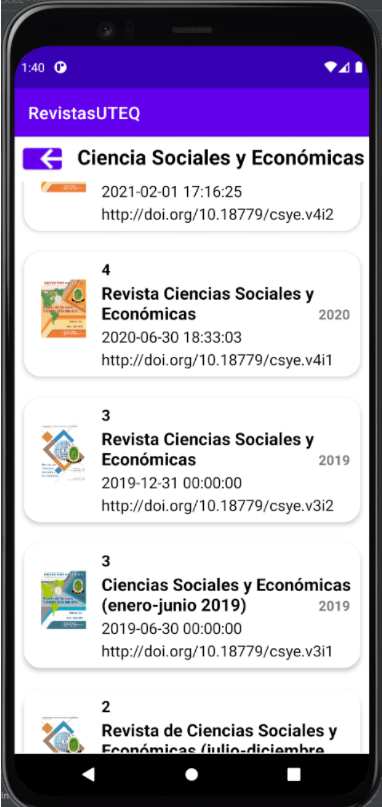 1:40
RevistasUTEQ
Ciencia Sociales y Económicas
2021-02-01 17:16:25
http://doi.org/10.18779/csye.v4i2
4
Revista Ciencias Sociales y
Económicas 2020
2020-06-30 18:33:03
http://doi.org/10.18779/csye.v4i1
3
Revista Ciencias Sociales y
Económicas 2019
2019-12-31 00:00:00
http://doi.org/10.18779/csye.v3i2
3
Ciencias Sociales y Económicas
(enero-junio 2019) 2019
2019-06-30 00:00:00
http://doi.org/10.18779/csye.v3i1
2
Revista de Ciencias Sociales y
Económicas (julio-diciembre